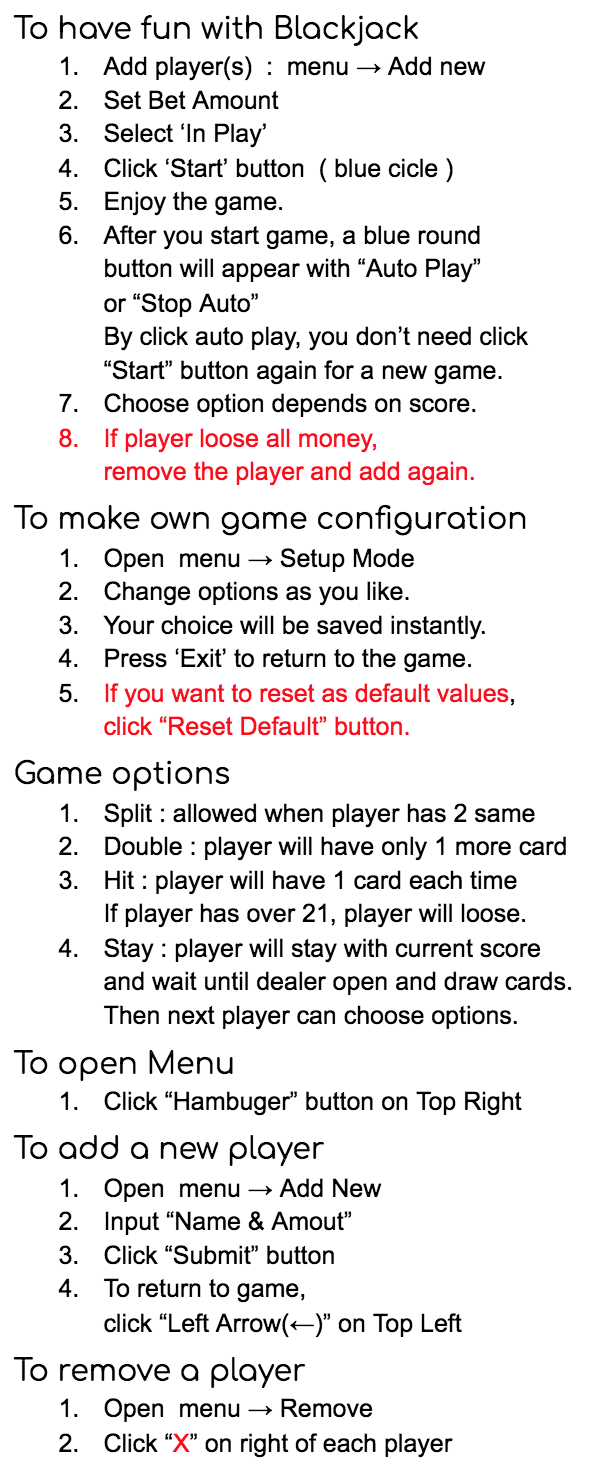 To have fun with Blackjack
1. Add player(s) : menu → Add new
2. Set Bet Amount
3. Select ‘In Play’
4. Click ‘Start’ button ( blue cicle )
5. Enjoy the game.
6. After you start game, a blue round
button will appear with “Auto Play”
or “Stop Auto”
By click auto play, you don’t need click
“Start” button again for a new game.
7. Choose option depends on score.
8. If player loose all money,
remove the player and add again.
To make own game configuration
1. Open menu → Setup Mode
2. Change options as you like.
3. Your choice will be saved instantly.
4. Press ‘Exit’ to return to the game.
5. If you want to reset as default values,
click “Reset Default” button.
Game options
1. Split : allowed when player has 2 same
2. Double : player will have only 1 more card
3. Hit : player will have 1 card each time
If player has over 21, player will loose.
4. Stay : player will stay with current score
and wait until dealer open and draw cards.
Then next player can choose options.
To open Menu
1. Click “Hambuger” button on Top Right
To add a new player
1. Open menu → Add New
2. Input “Name & Amout”
3. Click “Submit” button
4. To return to game,
click “Left Arrow(←)” on Top Left
To remove a player
1. Open menu → Remove
2. Click “X” on right of each player